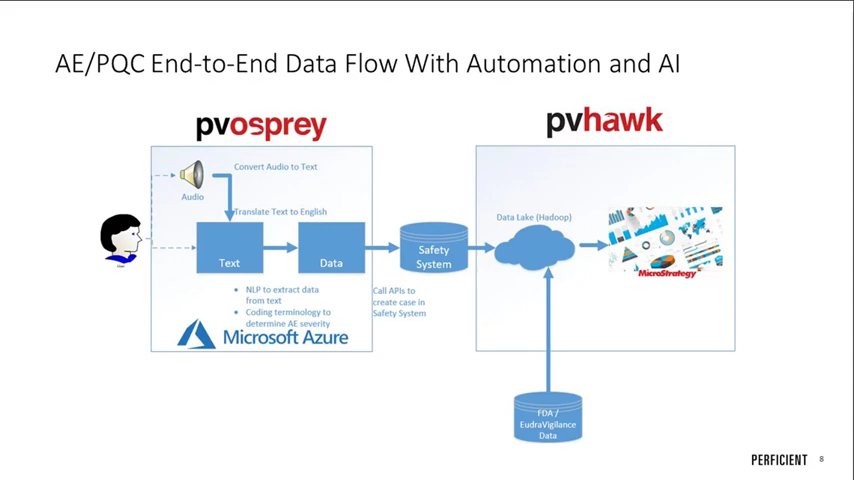 AE/PQC End-to-End Data Flow With Automation and AI
pvosprey
pvhawk
Convert Audio to Text
Audio
Translate Text to English
Text
Data
Safety
System
Data Lake (Hadoop)
MicroStrategy
• NLP to extract data
from text
• Coding terminology to
determine AE severity
Call APIs to
create case in
Safety System
Microsoft Azure
FDA /
EudraVigilance
Data
PERFICIENT 8